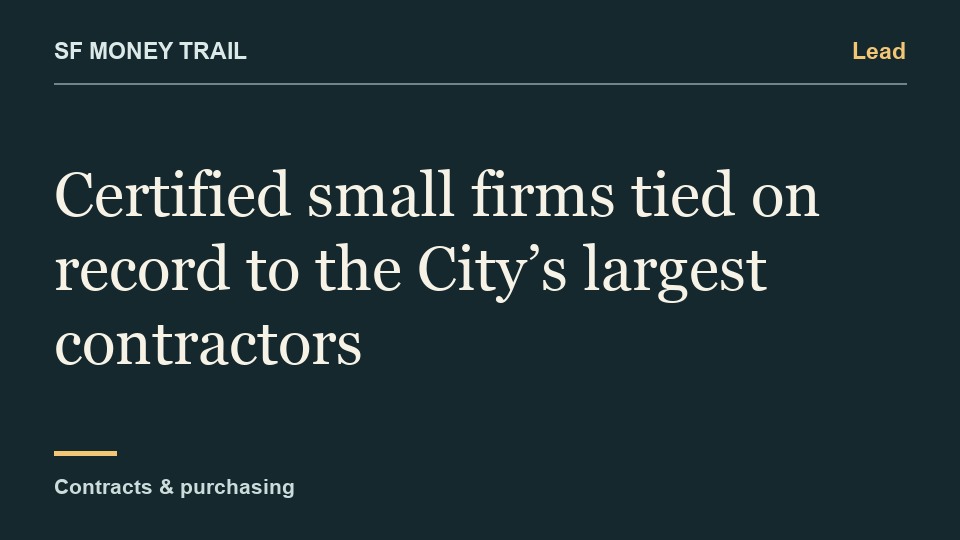 SF MONEY TRAIL
Lead
Certified small firms tied on
record to the City’s largest
contractors
Contracts & purchasing